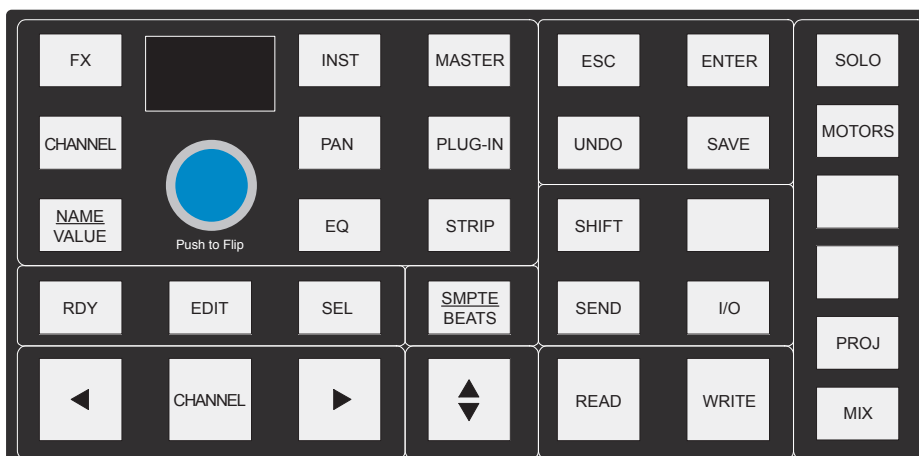 FX
INST
MASTER
CHANNEL
PAN
PLUG-IN
NAME
VALUE
Push to Flip
EQ
STRIP
ESC
ENTER
UNDO
SAVE
SHIFT
SEND
I/O
SOLO
MOTORS
PROJ
MIX
RDY
EDIT
SEL
SMPTE
BEATS
CHANNEL
READ
WRITE